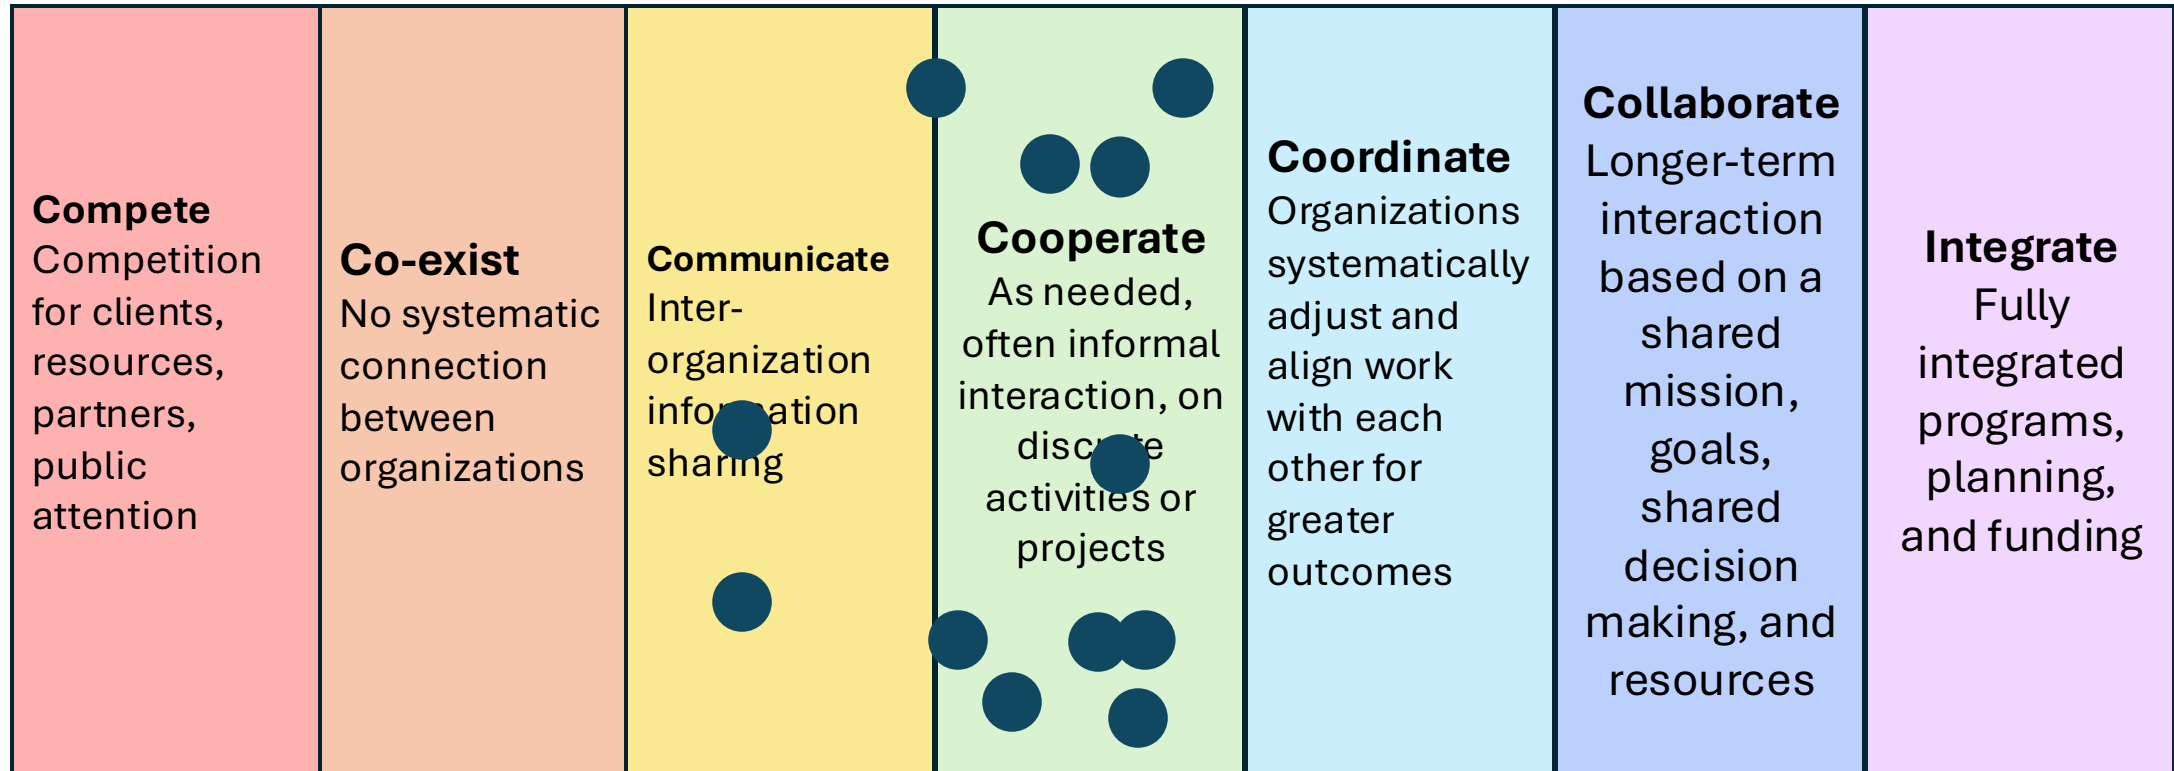 Compete
Competition
for clients,
resources,
partners,
public
attention
Co-exist
No systematic
connection
between
organizations
Communicate
Inter-
organization
information
sharing
Cooperate
As needed,
often informal
interaction, on
discrete
activities or
projects
Coordinate
Organizations
systematically
adjust and
align work
with each
other for
greater
outcomes
Collaborate
Longer-term
interaction
based on a
shared
mission,
goals,
shared
decision
making, and
resources
Integrate
Fully
integrated
programs,
planning,
and funding